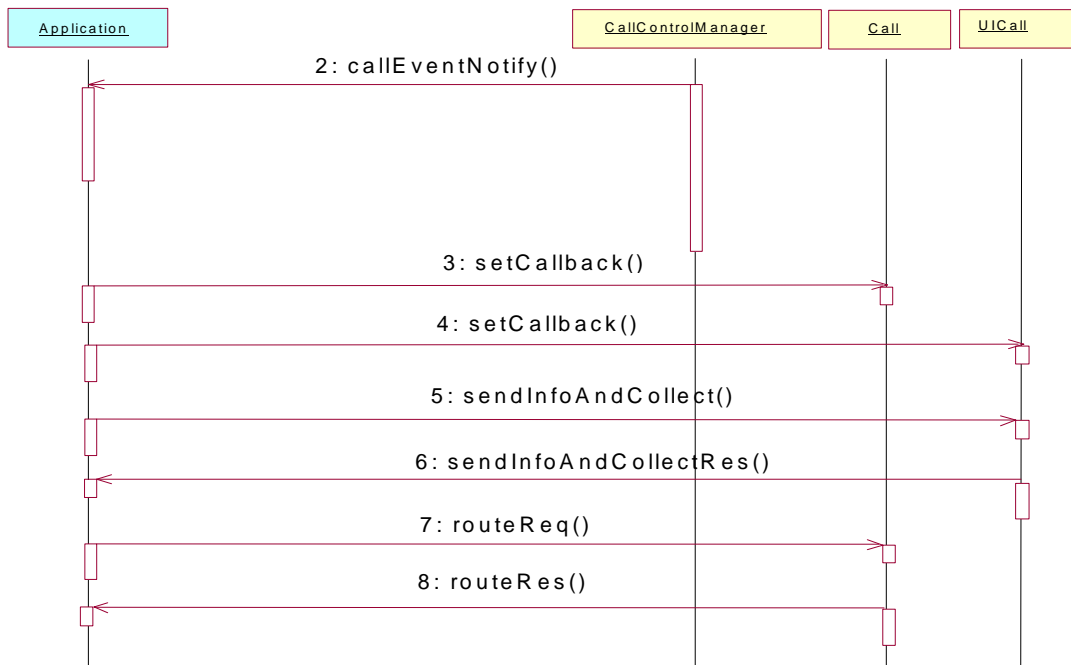 Application
CallControlManager
Call
UICall
2: callEventNotify()
3: setCallback()
4: setCallback()
5: sendInfoAndCollect()
6: sendInfoAndCollectRes()
7: routeReq()
8: routeRes()